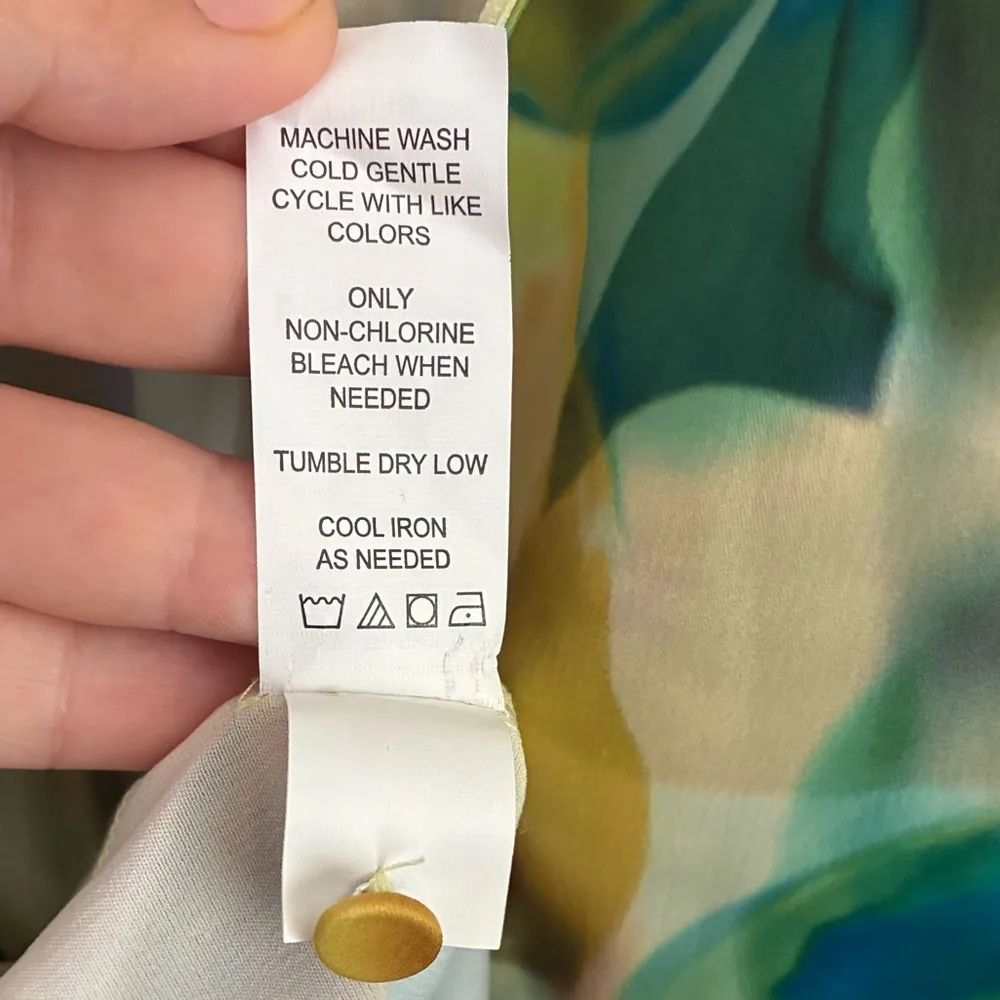 MACHINE WASH
COLD GENTLE
CYCLE WITH LIKE
COLORS
ONLY
NON-CHLORINE
BLEACH WHEN
NEEDED
TUMBLE DRY LOW
COOL IRON
AS NEEDED